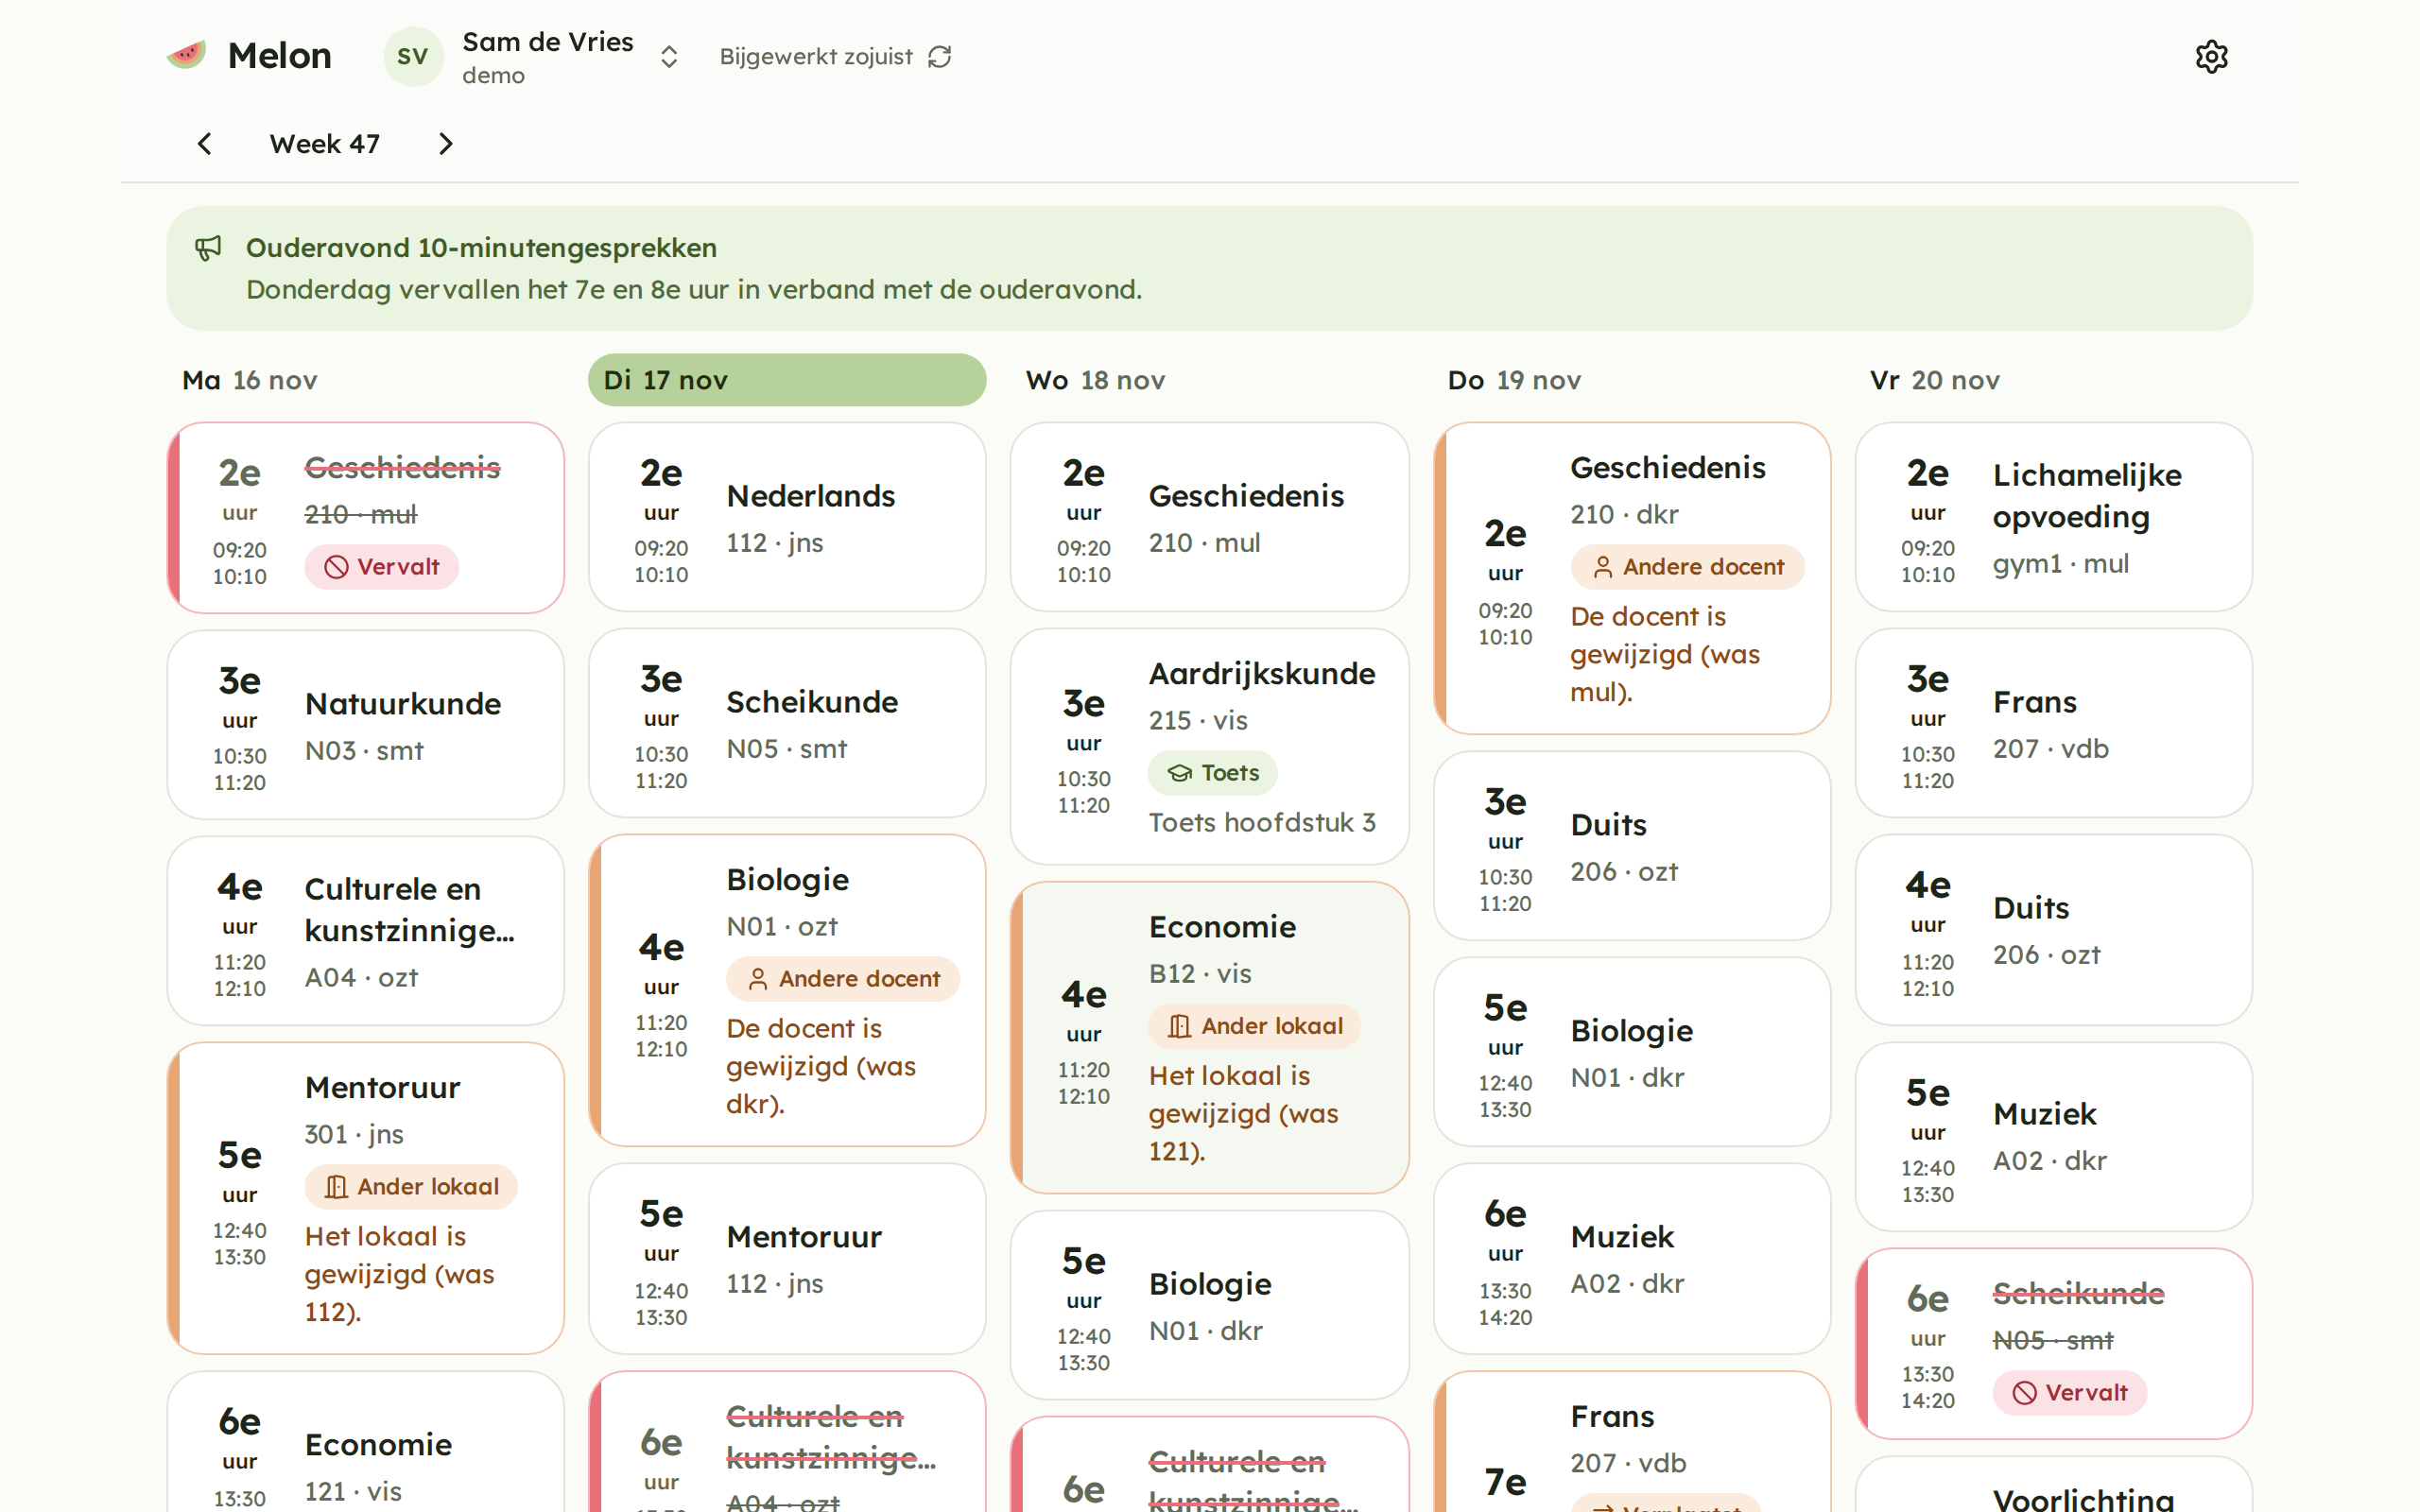 Melon
SV
Sam de Vries
demo
Bijgewerkt zojuist
Week 47
Ouderavond 10-minutengesprekken
Donderdag vervallen het 7e en 8e uur in verband met de ouderavond.
Ma 16 nov
2e
uur
09:20
10:10
Geschiedenis
210 · mul
Vervalt
3e
uur
10:30
11:20
Natuurkunde
N03 · smt
4e
uur
11:20
12:10
Culturele en
kunstzinnige...
A04 · ozt
5e
uur
12:40
13:30
Mentoruur
301 · jns
Ander lokaal
Het lokaal is
gewijzigd (was
112).
6e
uur
13:30
Economie
121 · vis
Di 17 nov
2e
uur
09:20
10:10
Nederlands
112 · jns
3e
uur
10:30
11:20
Scheikunde
N05 · smt
4e
uur
11:20
12:10
Biologie
N01 · ozt
Andere docent
De docent is
gewijzigd (was
dkr).
5e
uur
12:40
13:30
Mentoruur
112 · jns
6e
uur
Culturele en
kunstzinnige...
A04 · ozt
Wo 18 nov
2e
uur
09:20
10:10
Geschiedenis
210 · mul
3e
uur
10:30
11:20
Aardrijkskunde
215 · vis
Toets
Toets hoofdstuk 3
4e
uur
11:20
12:10
Economie
B12 · vis
Ander lokaal
Het lokaal is
gewijzigd (was
121).
5e
uur
12:40
13:30
Biologie
N01 · dkr
6e
Culturele en
kunstzinnige...
Do 19 nov
2e
uur
09:20
10:10
Geschiedenis
210 · dkr
Andere docent
De docent is
gewijzigd (was
mul).
3e
uur
10:30
11:20
Duits
206 · ozt
5e
uur
12:40
13:30
Biologie
N01 · dkr
6e
uur
13:30
14:20
Muziek
A02 · dkr
7e
Frans
207 · vdb
Vr 20 nov
2e
uur
09:20
10:10
Lichamelijke
opvoeding
gym1 · mul
3e
uur
10:30
11:20
Frans
207 · vdb
4e
uur
11:20
12:10
Duits
206 · ozt
5e
uur
12:40
13:30
Muziek
A02 · dkr
6e
uur
13:30
14:20
Scheikunde
N05 · smt
Vervalt
Voorlichting